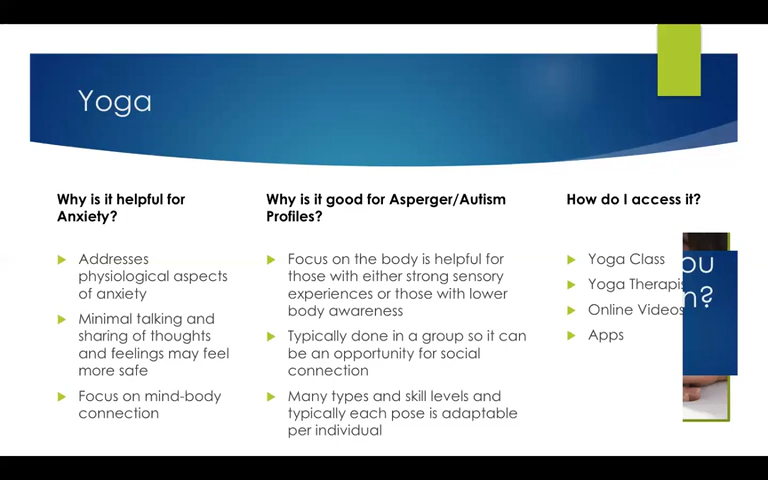 Yoga
Why is it helpful for
Anxiety?
Addresses
physiological aspects
of anxiety
Minimal talking and
sharing of thoughts
and feelings may feel
more safe
Focus on mind-body
connection
Why is it good for Asperger/Autism
Profiles?
Focus on the body is helpful for
those with either strong sensory
experiences or those with lower
body awareness
Typically done in a group so it can
be an opportunity for social
connection
Many types and skill levels and
typically each pose is adaptable
per individual
How do I access it?
Yoga Class
Yoga
Online Videos
Apps